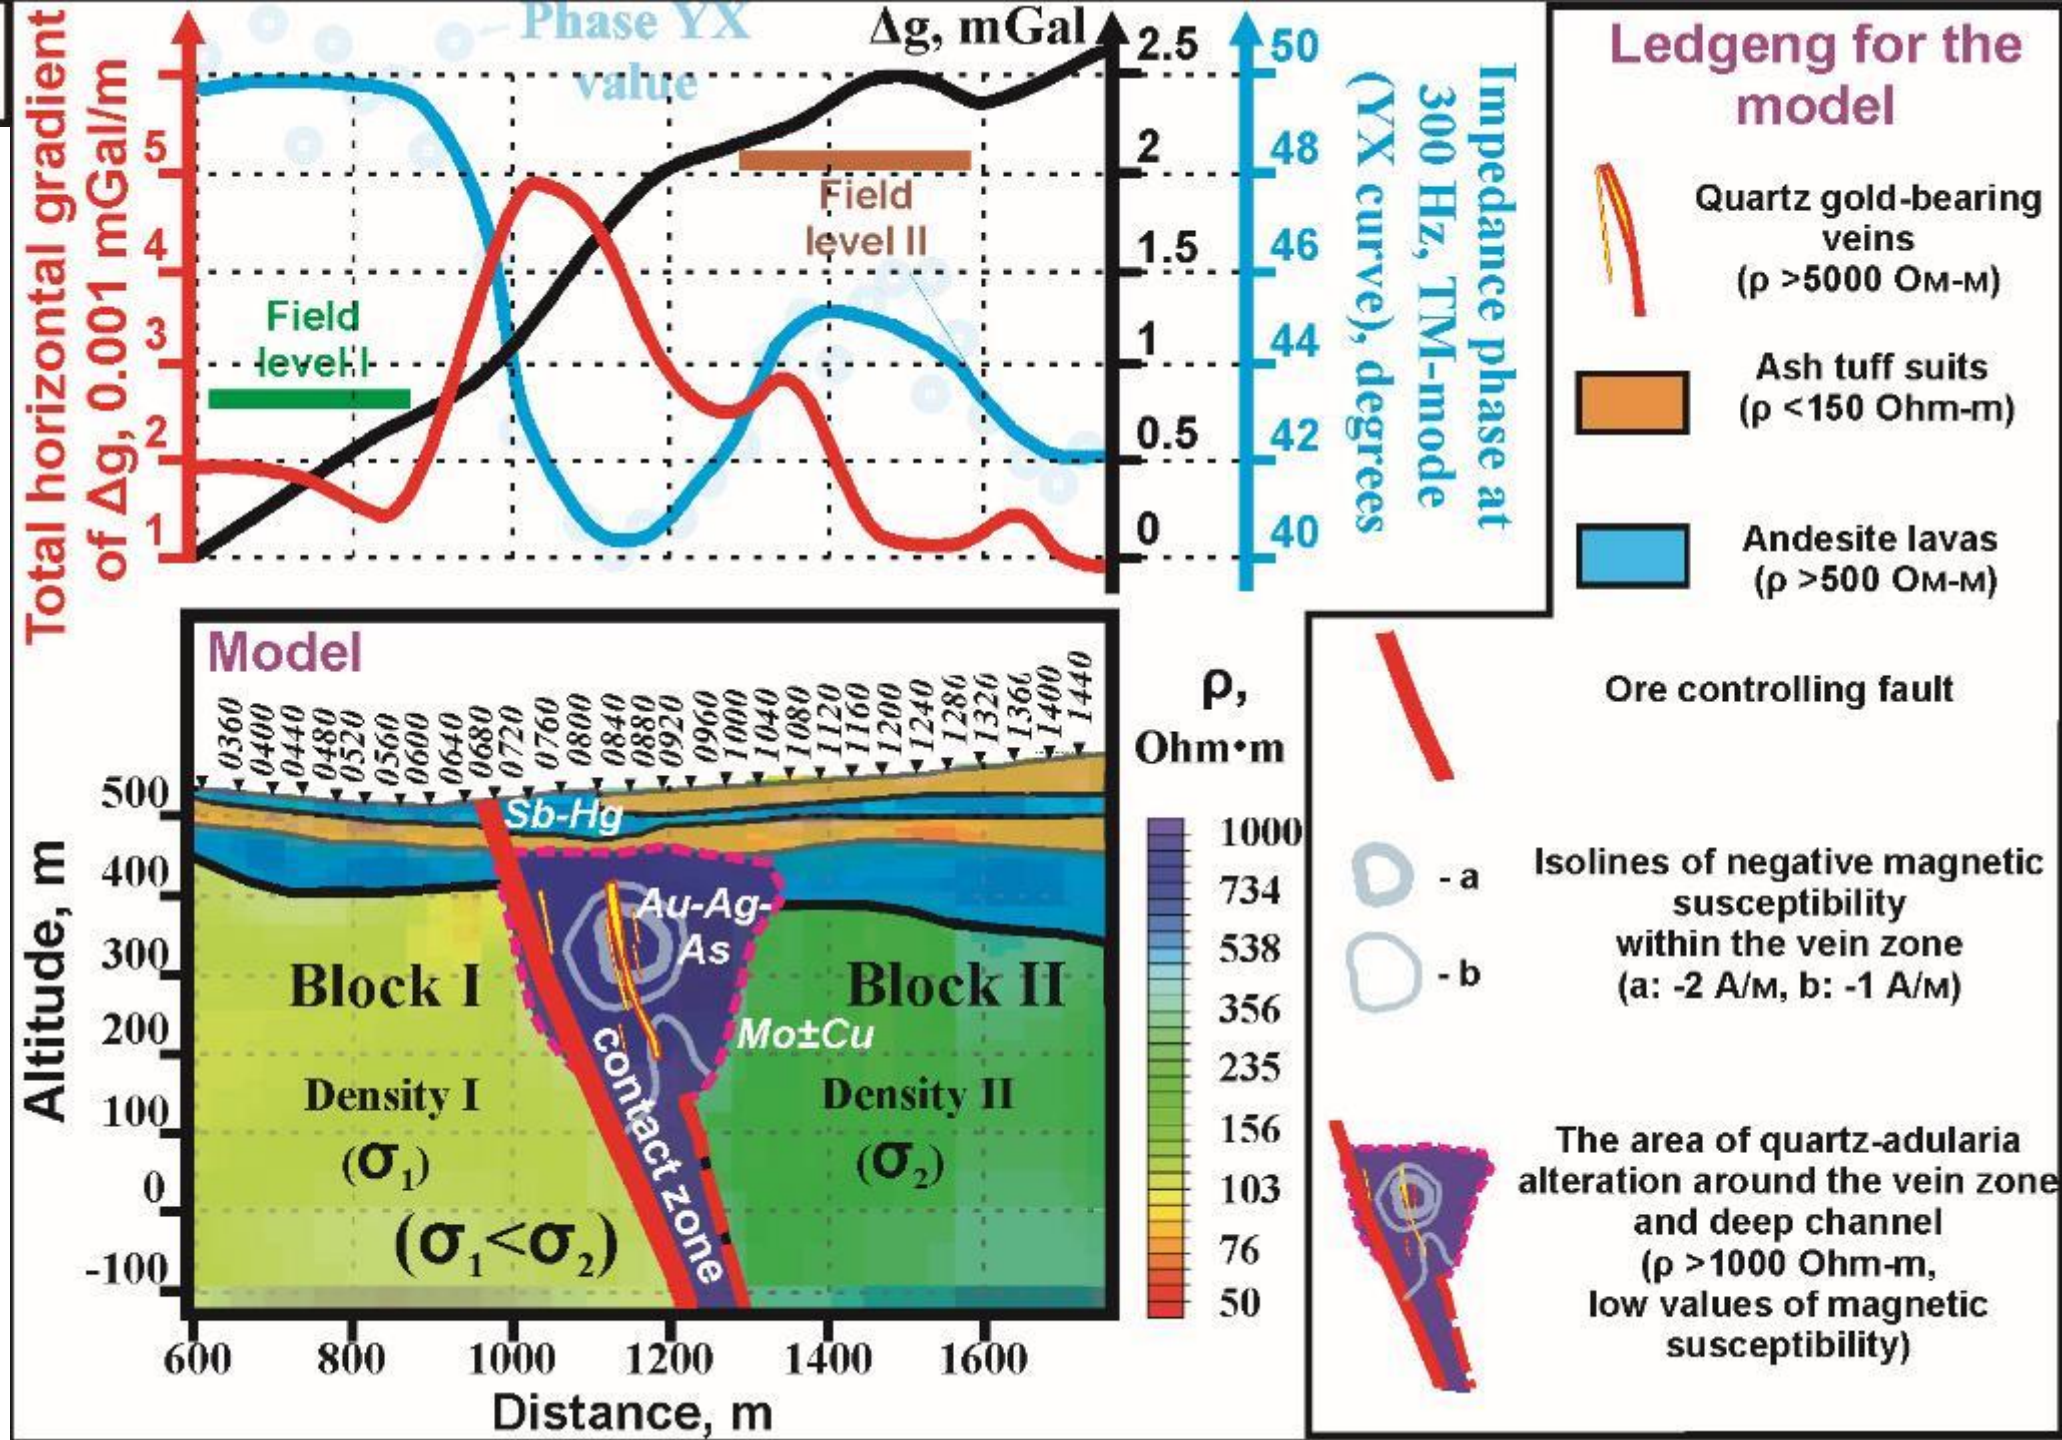 Total horizontal gradient
of Δg, 0.001 mGal/m
5
4
3
2
1
Phase YX
value
Δg, mGal
2.5
2
1.5
1
0.5
0
50
48
46
44
42
40
Impedance phase at
300 Hz, TM-mode
(YX curve), degrees
Field
level I
Field
level II
Ledgeng for the
model
Quartz gold-bearing
veins
(ρ >5000 Ом-м)
Ash tuff suits
(ρ <150 Ohm-m)
Andesite lavas
(ρ >500 Ом-м)
Ore controlling fault
- a
- b
Isolines of negative magnetic
susceptibility
within the vein zone
(a: -2 А/м, b: -1 А/м)
The area of quartz-adularia
alteration around the vein zone
and deep channel
(ρ >1000 Ohm-m,
low values of magnetic
susceptibility)
Model
0360 0400 0440 0480 0520 0560 0600 0640 0680 0720 0760 0800 0840 0880 0920 0960 1000 1040 1080 1120 1160 1200 1240 1280 1320 1360 1400 1440
Altitude, m
500
400
300
200
100
0
-100
Sb-Hg
Au-Ag-
As
Mo±Cu
Block I
Block II
Density I
(σ₁)
Density II
(σ₂)
(σ₁<σ₂)
contact zone
600 800 1000 1200 1400 1600
Distance, m
ρ,
Ohm•m
1000
734
538
356
235
156
103
76
50